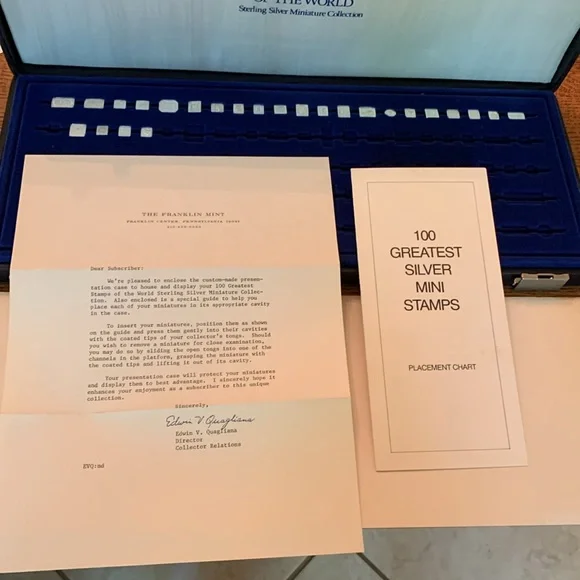 OF THE WORLD
Sterling Silver Miniature Collection
THE FRANKLIN MINT
FRANKLIN CENTER, PENNSYLVANIA
Dear Subscriber:
We're pleased to enclose the custom-made presen-
tation case to house and display your 100 Greatest
Stamps of the World Sterling Silver Miniature Collec-
tion. Also enclosed is a special guide to help you
place each of your miniatures in its appropriate cavity
in the case.
To insert your miniatures, position them as shown
on the guide and press them gently into their cavities
with the coated tips of your collector's tongs. Should
you wish to remove a miniature for close examination,
you may do so by sliding the open tongs into one of the
channels in the platform, grasping the miniature with
the coated tips and lifting it out of its cavity.
Your presentation case will protect your miniatures
and display them to best advantage. I sincerely hope it
enhances your enjoyment as a subscriber to this unique
collection.
Sincerely,
Edwin V Quagliana
Edwin V. Quagliana
Director
Collector Relations
EVQ:md
100
GREATEST
SILVER
MINI
STAMPS
PLACEMENT CHART